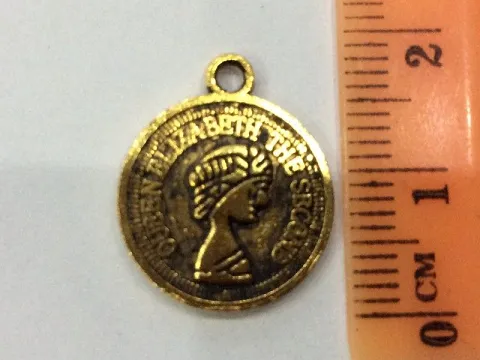 QUEEN ELIZABETH THE SECOND
2
1
0 CM